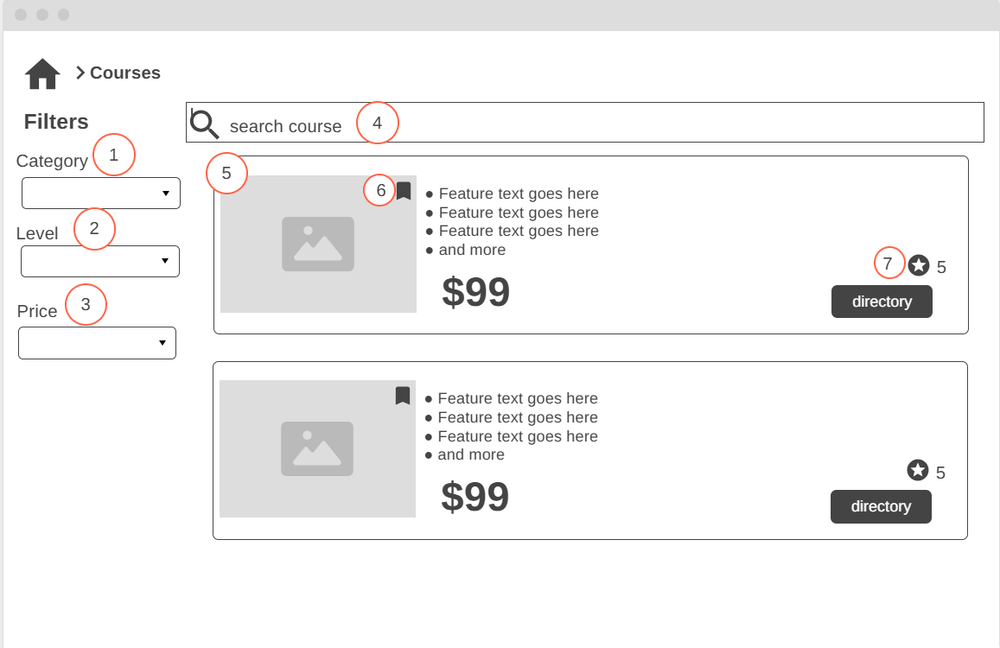 Courses
Filters
search course 4
Category 1
Level 2
Price 3
5
6
● Feature text goes here
● Feature text goes here
● Feature text goes here
● and more
$99
7 5
directory
● Feature text goes here
● Feature text goes here
● Feature text goes here
● and more
$99
5
directory